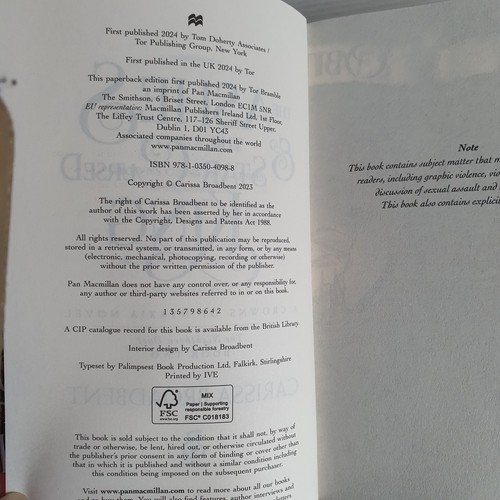 First published 2024 by Tom Doherty Associates /
Tor Publishing Group, New York
First published in the UK 2024 by Tor
This paperback edition first published 2024 by Tor Bramble
an imprint of Pan Macmillan
The Smithson, 6 Briset Street, London EC1M 5NR
EU representative: Macmillan Publishers Ireland Ltd, 1st Floor,
The Liffey Trust Centre, 117–126 Sheriff Street Upper,
Dublin 1, D01 YC43
Associated companies throughout the world
www.panmacmillan.com
ISBN 978-1-0350-4098-8
Copyright © Carissa Broadbent 2023
The right of Carissa Broadbent to be identified as the
author of this work has been asserted by her in accordance
with the Copyright, Designs and Patents Act 1988.
All rights reserved. No part of this publication may be reproduced,
stored in a retrieval system, or transmitted, in any form, or by any means
(electronic, mechanical, photocopying, recording or otherwise)
without the prior written permission of the publisher.
Pan Macmillan does not have any control over, or any responsibility for,
any author or third-party websites referred to in or on this book.
1 3 5 7 9 8 6 4 2
A CIP catalogue record for this book is available from the British Library.
Interior design by Carissa Broadbent
Typeset by Palimpsest Book Production Ltd, Falkirk, Stirlingshire
Printed by IVE
FSC
www.fsc.org
MIX
Paper | Supporting
responsible forestry
FSC® C018183
This book is sold subject to the condition that it shall not, by way of
trade or otherwise, be lent, hired out, or otherwise circulated without
the publisher's prior consent in any form of binding or cover other than
that in which it is published and without a similar condition including
this condition being imposed on the subsequent purchaser.
Visit www.panmacmillan.com to read more about all our books
and to buy them. You will also find features, author interviews and
Note
This book contains subject matter that m
readers, including graphic violence, vio
discussion of sexual assault and
This book also contains explici